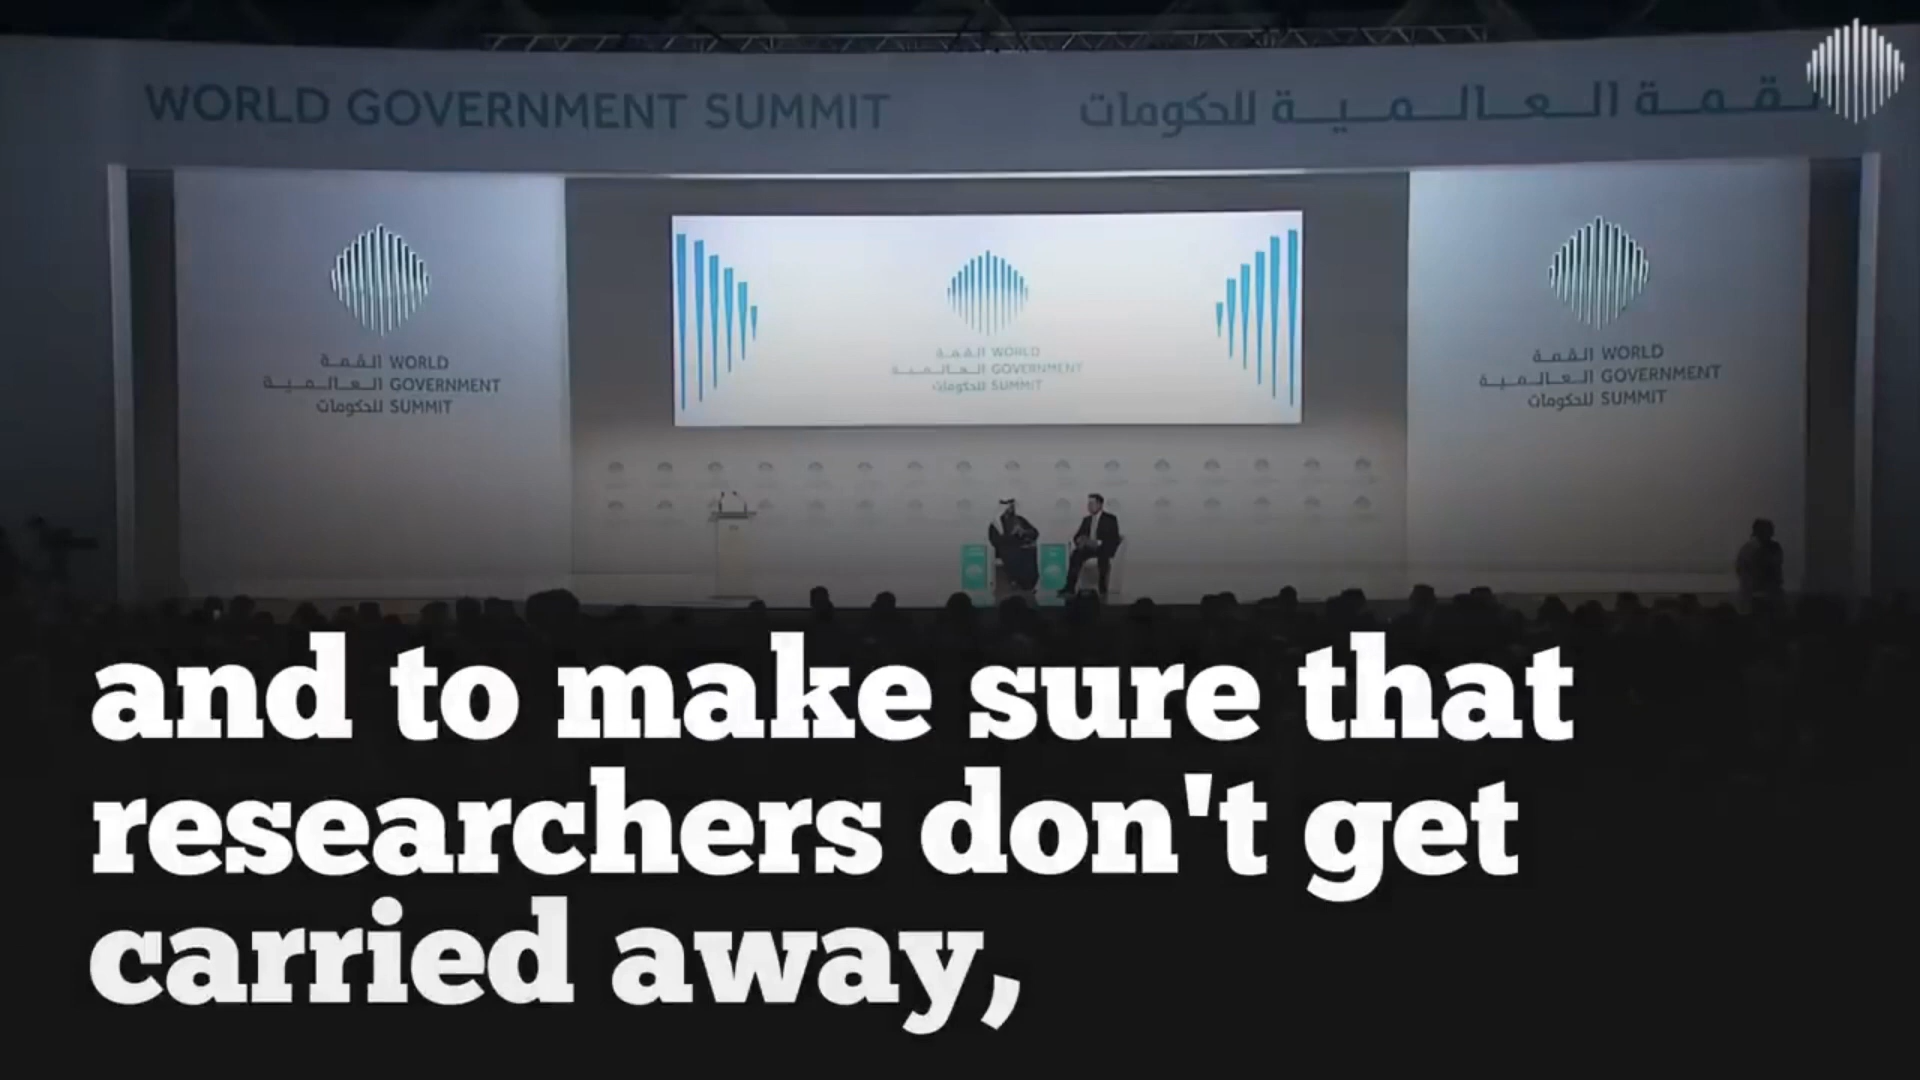 WORLD GOVERNMENT SUMMIT
القمة العالمية للحكومات
القمة WORLD
العالمية GOVERNMENT
للحكومات SUMMIT
القمة WORLD
العالمية GOVERNMENT
للحكومات SUMMIT
القمة WORLD
العالمية GOVERNMENT
للحكومات SUMMIT
and to make sure that
researchers don't get
carried away,